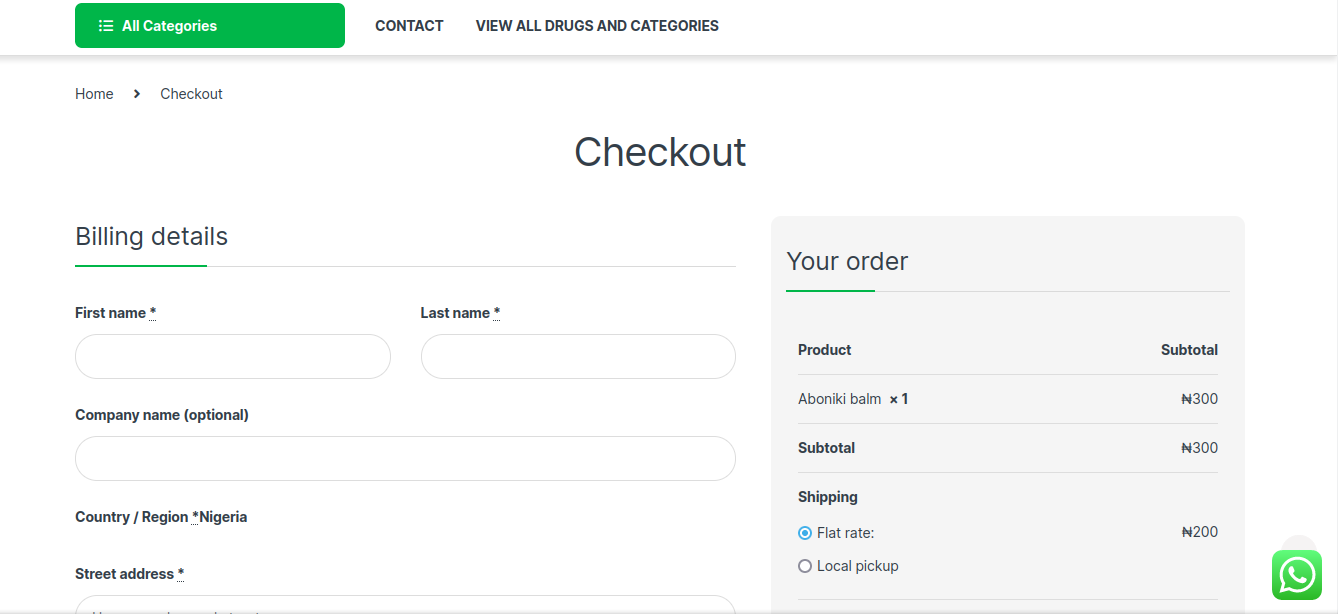 All Categories
CONTACT
VIEW ALL DRUGS AND CATEGORIES
Home
Checkout
Checkout
Billing details
First name *
Last name *
Company name (optional)
Country / Region *Nigeria
Street address *
Your order
Product Subtotal
Aboniki balm × 1 ₦300
Subtotal ₦300
Shipping
Flat rate: ₦200
Local pickup